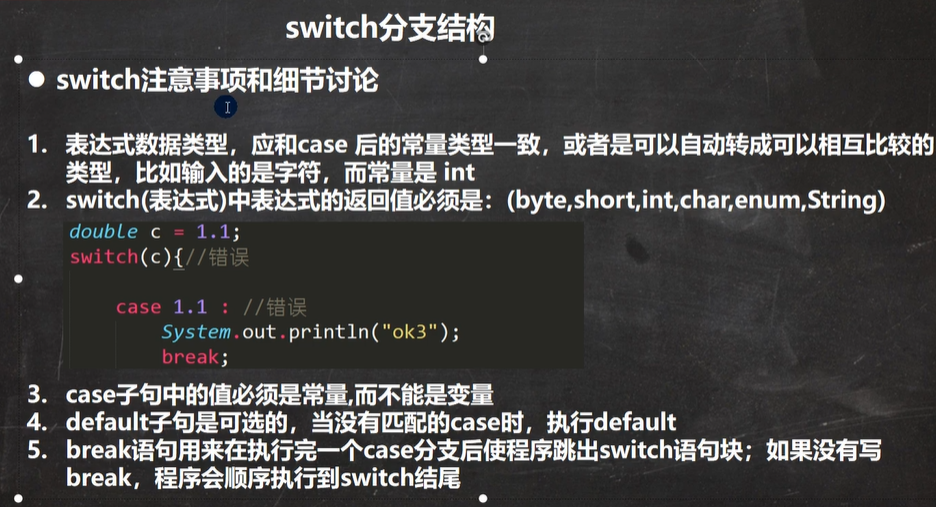 switch分支结构
● switch注意事项和细节讨论
1. 表达式数据类型，应和case 后的常量类型一致，或者是可以自动转成可以相互比较的
类型，比如输入的是字符，而常量是 int
2. switch(表达式)中表达式的返回值必须是：(byte,short,int,char,enum,String)
double c = 1.1;
switch(c){//错误
case 1.1 : //错误
System.out.println("ok3");
break;
3. case子句中的值必须是常量,而不能是变量
4. default子句是可选的，当没有匹配的case时，执行default
5. break语句用来在执行完一个case分支后使程序跳出switch语句块；如果没有写
break，程序会顺序执行到switch结尾